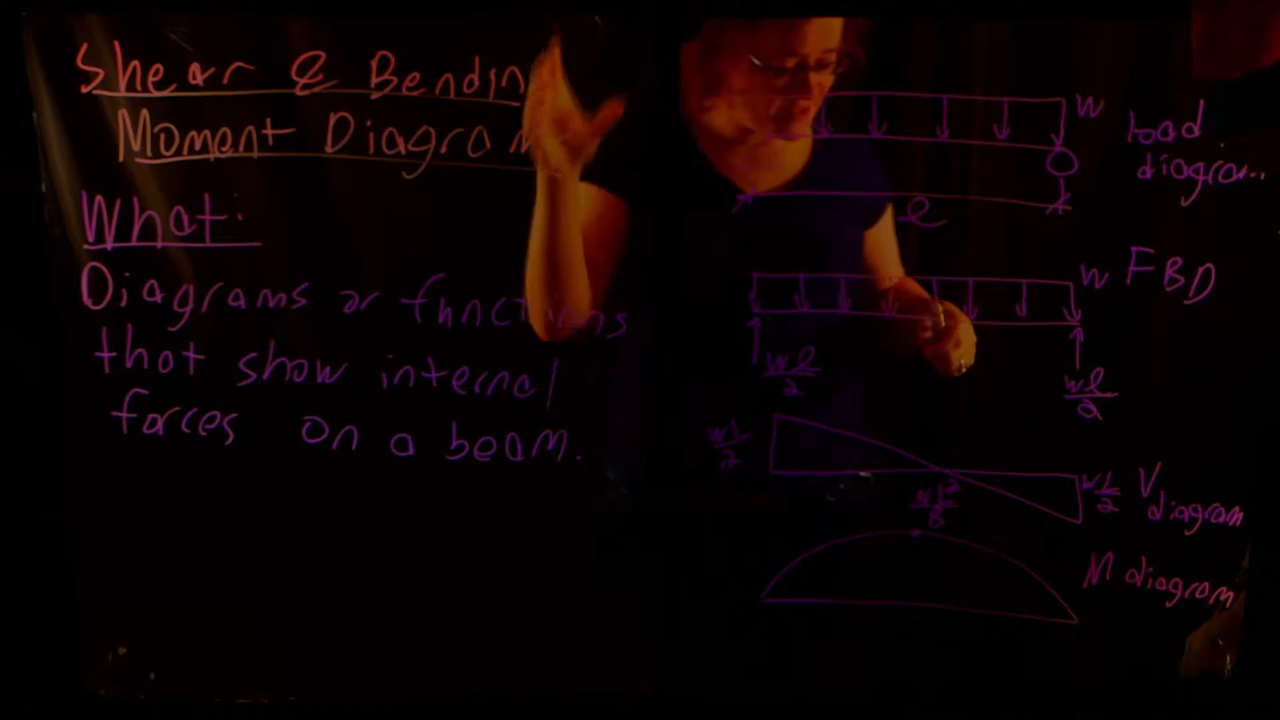 Shear & Bendin
Moment Diagram
What:
Diagrams or functions
that show internal
forces on a beam.
w
load
diagram
l
w FBD
wl/2
wl/2
wl/2
wl/2
V
diagram
wl²/8
M diagram